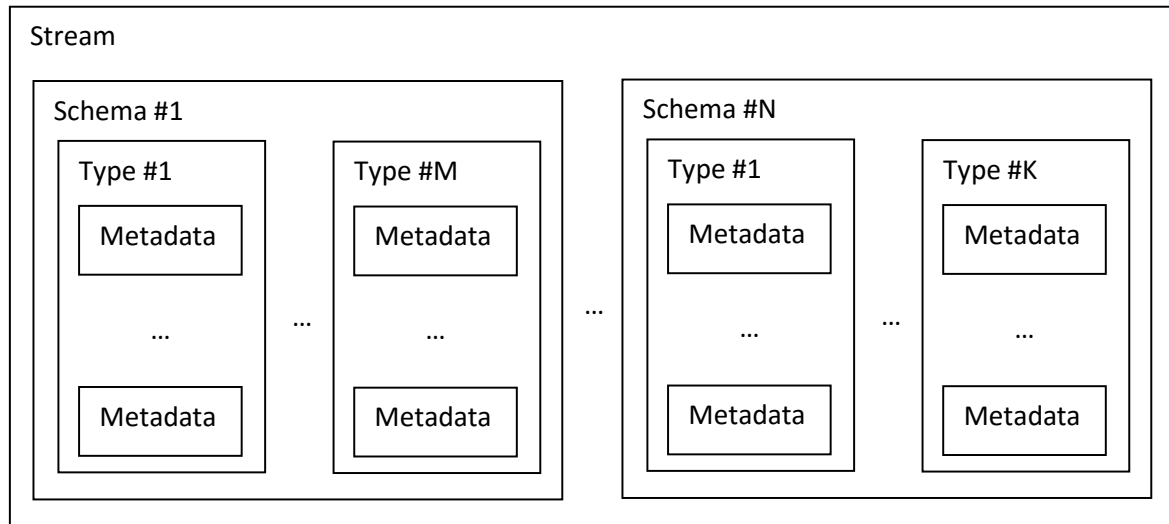 Stream
Schema #1
Schema #N
Type #1
Type #M
Type #1
Type #K
Metadata
Metadata
Metadata
Metadata
...
...
...
...
...
...
...
Metadata
Metadata
Metadata
Metadata